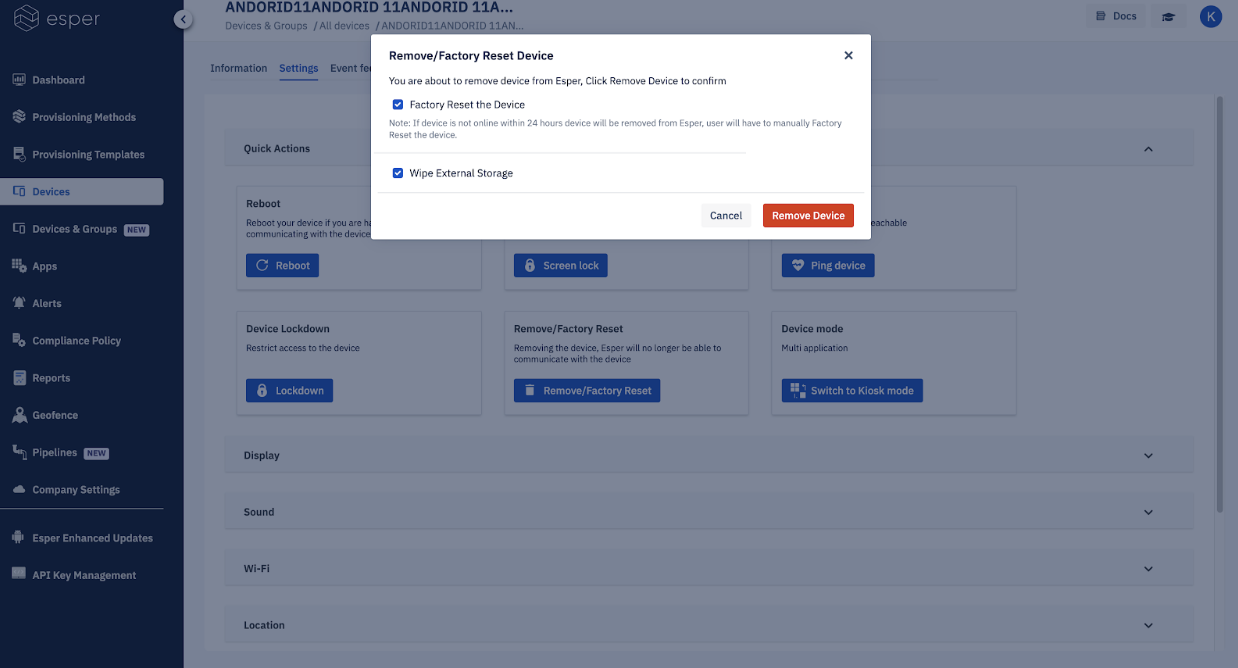 esper
Dashboard
Provisioning Methods
Provisioning Templates
Devices
Devices & Groups NEW
Apps
Alerts
Compliance Policy
Reports
Geofence
Pipelines NEW
Company Settings
Esper Enhanced Updates
API Key Management
ANDORID11ANDORID 11ANDORID 11A...
Devices & Groups / All devices / ANDORID11ANDORID 11AN...
Docs
K
Information Settings Event fee
Remove/Factory Reset Device
You are about to remove device from Esper, Click Remove Device to confirm
Factory Reset the Device
Note: If device is not online within 24 hours device will be removed from Esper, user will have to manually Factory
Reset the device.
Wipe External Storage
Cancel Remove Device
Quick Actions
Reboot
Reboot your device if you are ha
communicating with the device
Reboot
Screen lock
eachable
Ping device
Device Lockdown
Restrict access to the device
Lockdown
Remove/Factory Reset
Removing the device, Esper will no longer be able to
communicate with the device
Remove/Factory Reset
Device mode
Multi application
Switch to Kiosk mode
Display
Sound
Wi-Fi
Location